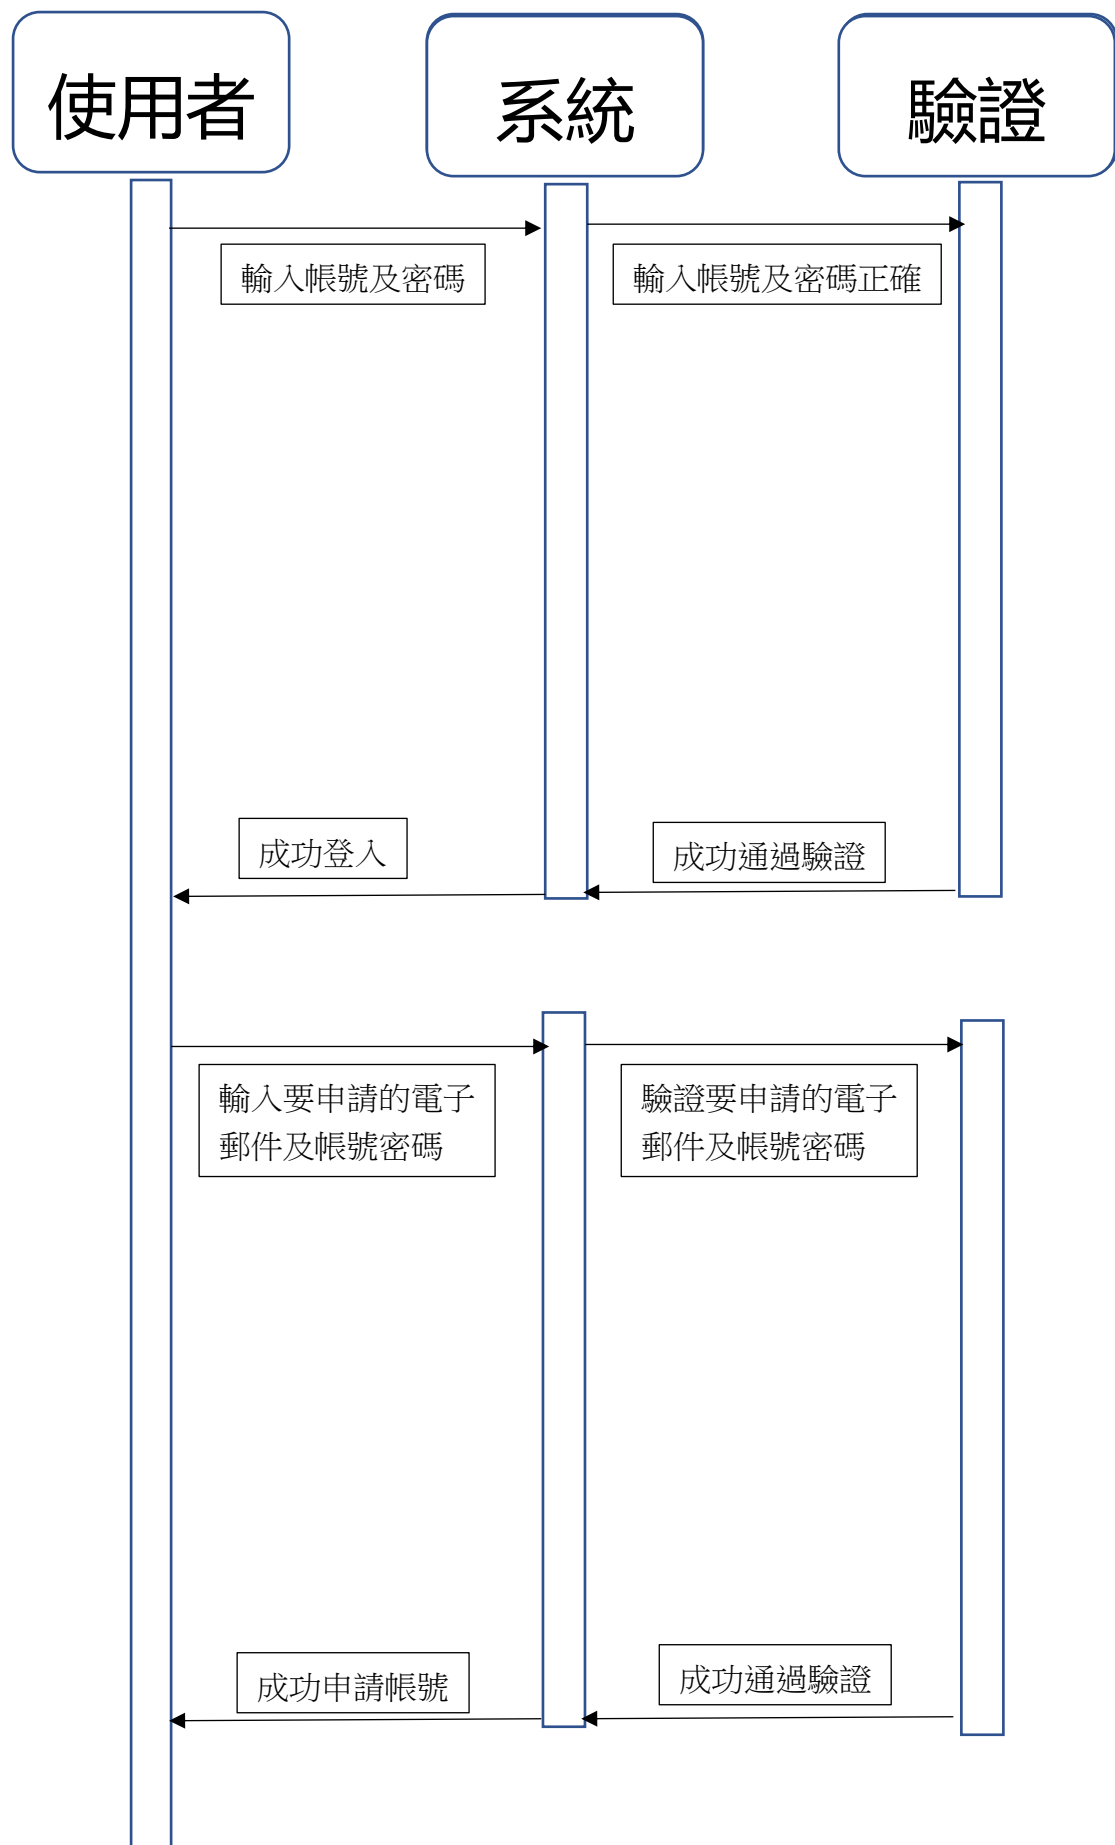 使用者
系統
驗證
輸入帳號及密碼
輸入帳號及密碼正確
成功登入
成功通過驗證
輸入要申請的電子
郵件及帳號密碼
驗證要申請的電子
郵件及帳號密碼
成功申請帳號
成功通過驗證